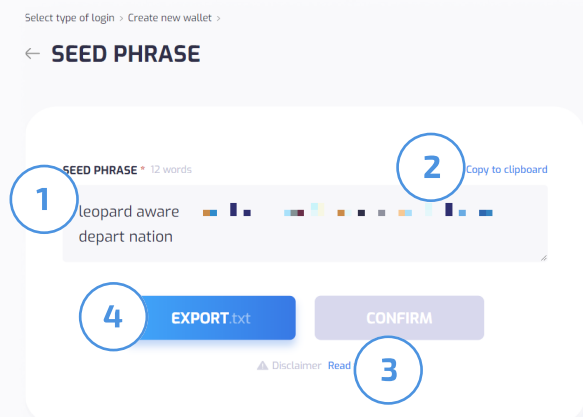 Select type of login > Create new wallet >
← SEED PHRASE
SEED PHRASE * 12 words
2
Copy to clipboard
1
leopard aware
depart nation
4
EXPORT.txt
CONFIRM
Disclaimer Read
3